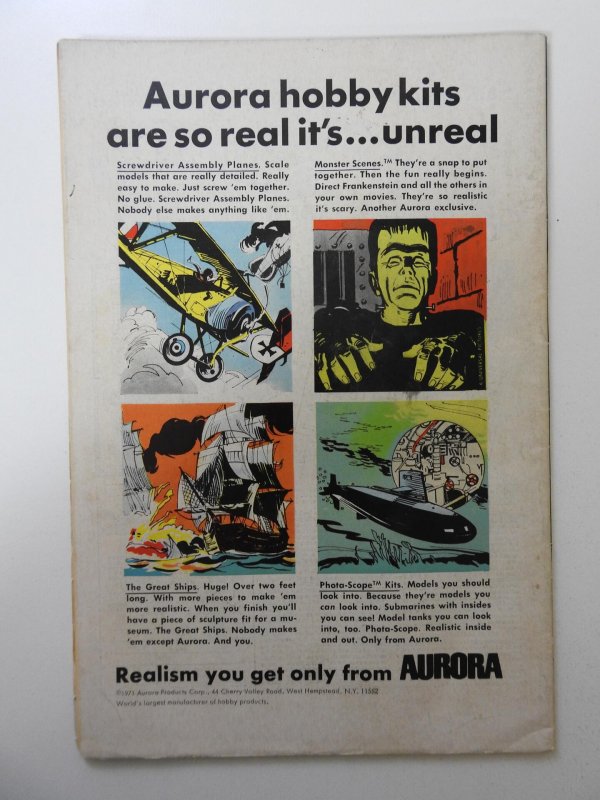 Aurora hobby kits
are so real it's...unreal
Screwdriver Assembly Planes. Scale
models that are really detailed. Really
easy to make. Just screw 'em together.
No glue. Screwdriver Assembly Planes.
Nobody else makes anything like 'em.
Monster Scenes.™ They're a snap to put
together. Then the fun really begins.
Direct Frankenstein and all the others in
your own movies. They're so realistic
it's scary. Another Aurora exclusive.
The Great Ships. Huge! Over two feet
long. With more pieces to make 'em
more realistic. When you finish you'll
have a piece of sculpture fit for a mu-
seum. The Great Ships. Nobody makes
'em except Aurora. And you.
Phota-Scope™ Kits. Models you should
look into. Because they're models you
can look into. Submarines with insides
you can see! Model tanks you can look
into, too. Phota-Scope. Realistic inside
and out. Only from Aurora.
Realism you get only from AURORA
©1971 Aurora Products Corp., 44 Cherry Valley Road, West Hempstead, N.Y. 11552
World's largest manufacturer of hobby products.